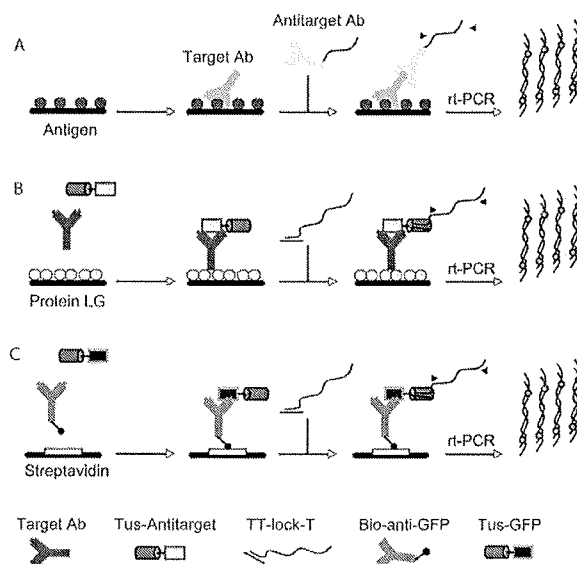 A
Antitarget Ab
Target Ab
Antigen
rt-PCR
B
Protein LG
rt-PCR
C
Streptavidin
rt-PCR
Target Ab Tus-Antitarget TT-lock-T Bio-anti-GFP Tus-GFP